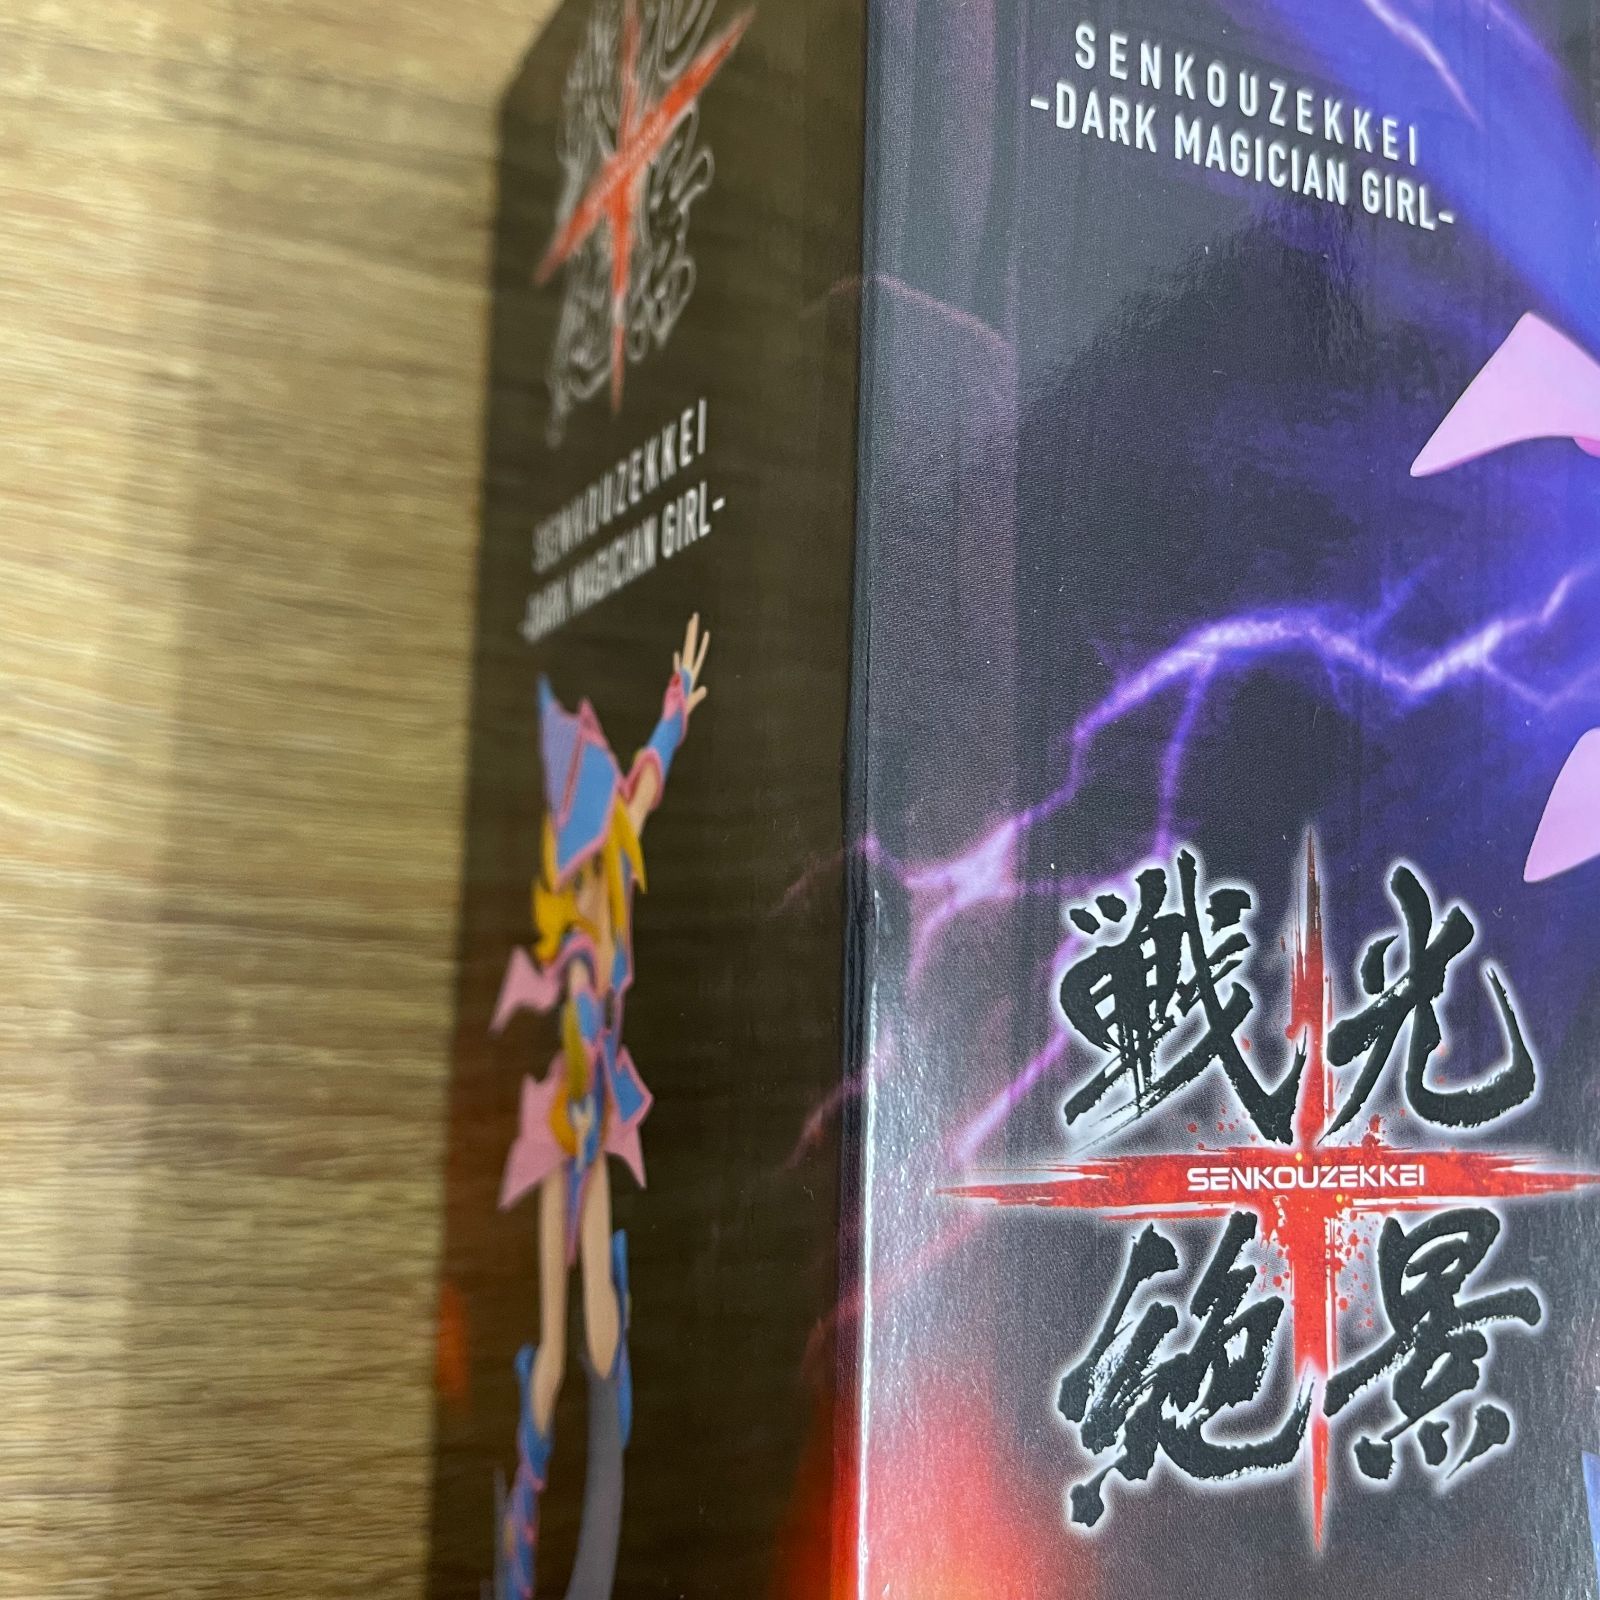 SENKOUZEKKEI
-DARK MAGICIAN GIRL-
SENKOUZEKKEI
-DARK MAGICIAN GIRL-
戦光
SENKOUZEKKEI
絶景